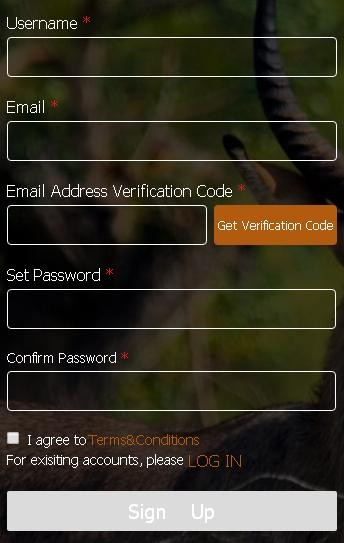 Username *
Email *
Email Address Verification Code *
Get Verification Code
Set Password *
Confirm Password *
I agree to Terms&Conditions
For exisiting accounts, please LOG IN
Sign Up